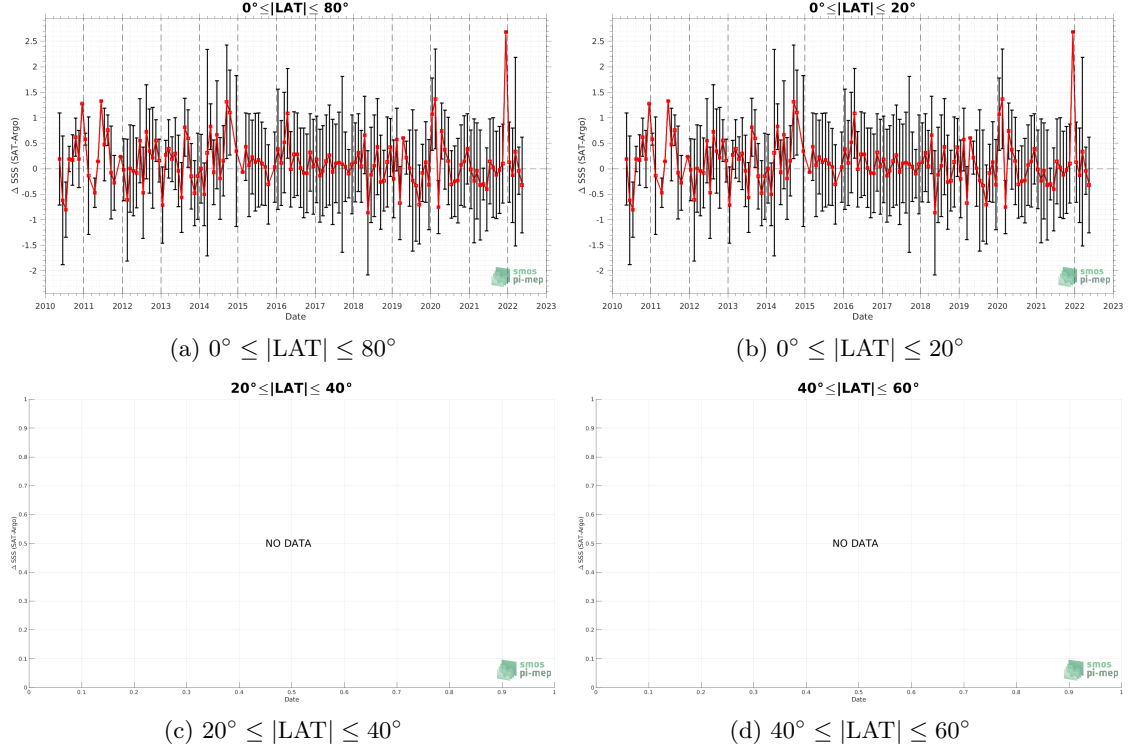 0°≤|LAT|≤ 80°
Δ SSS (SAT-Argo)
2.5
2
1.5
1
0.5
0
-0.5
-1
-1.5
-2
2010 2011 2012 2013 2014 2015 2016 2017 2018 2019 2020 2021 2022 2023
Date
smos
pi-mep
(a) 0° ≤ |LAT| ≤ 80°
0°≤|LAT|≤ 20°
Δ SSS (SAT-Argo)
2.5
2
1.5
1
0.5
0
-0.5
-1
-1.5
-2
2010 2011 2012 2013 2014 2015 2016 2017 2018 2019 2020 2021 2022 2023
Date
smos
pi-mep
(b) 0° ≤ |LAT| ≤ 20°
20°≤|LAT|≤ 40°
Δ SSS (SAT-Argo)
1
0.9
0.8
0.7
0.6
0.5
0.4
0.3
0.2
0.1
0
NO DATA
0 0.1 0.2 0.3 0.4 0.5 0.6 0.7 0.8 0.9 1
Date
smos
pi-mep
(c) 20° ≤ |LAT| ≤ 40°
40°≤|LAT|≤ 60°
Δ SSS (SAT-Argo)
1
0.9
0.8
0.7
0.6
0.5
0.4
0.3
0.2
0.1
0
NO DATA
0 0.1 0.2 0.3 0.4 0.5 0.6 0.7 0.8 0.9 1
Date
smos
pi-mep
(d) 40° ≤ |LAT| ≤ 60°